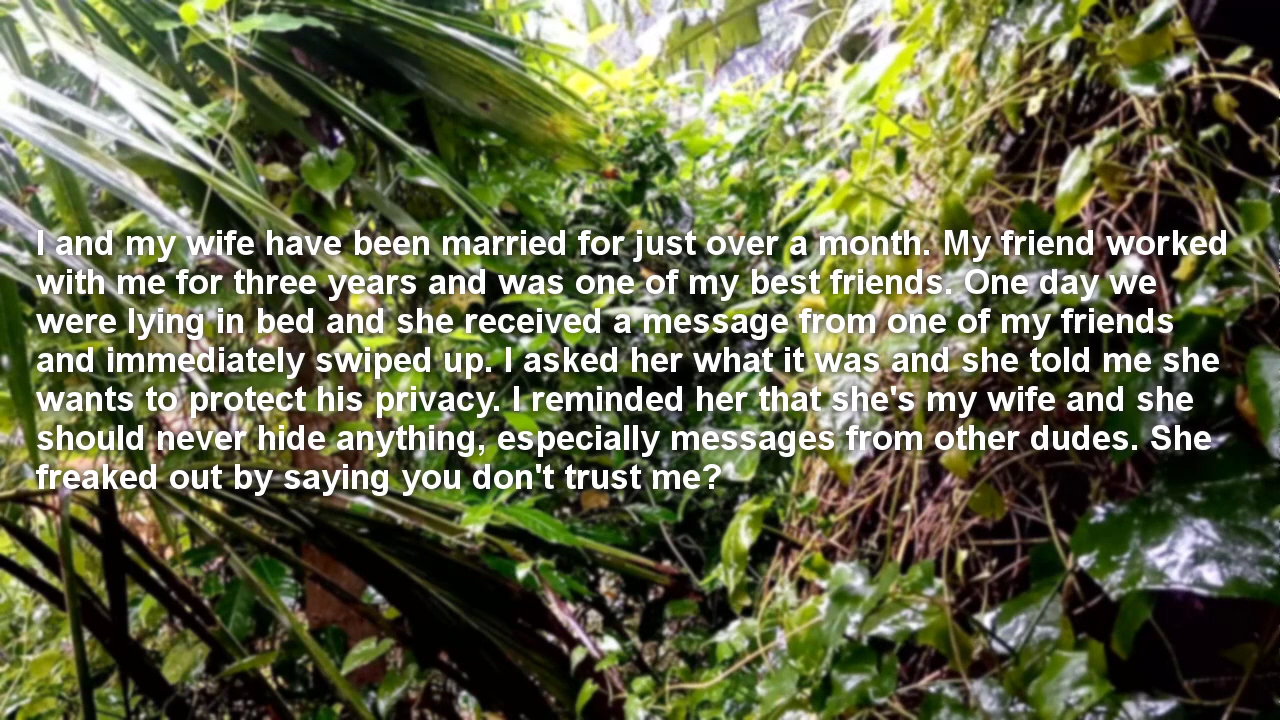 I and my wife have been married for just over a month. My friend worked
with me for three years and was one of my best friends. One day we
were lying in bed and she received a message from one of my friends
and immediately swiped up. I asked her what it was and she told me she
wants to protect his privacy. I reminded her that she's my wife and she
should never hide anything, especially messages from other dudes. She
freaked out by saying you don't trust me?